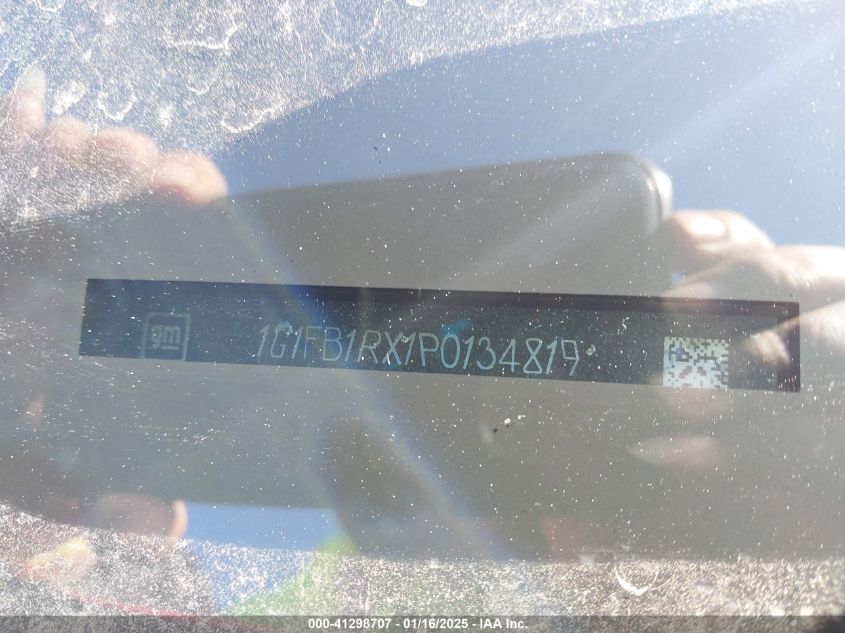 gm 1G1FB1RX1P0134819
000-41298707 - 01/16/2025 - IAA Inc.